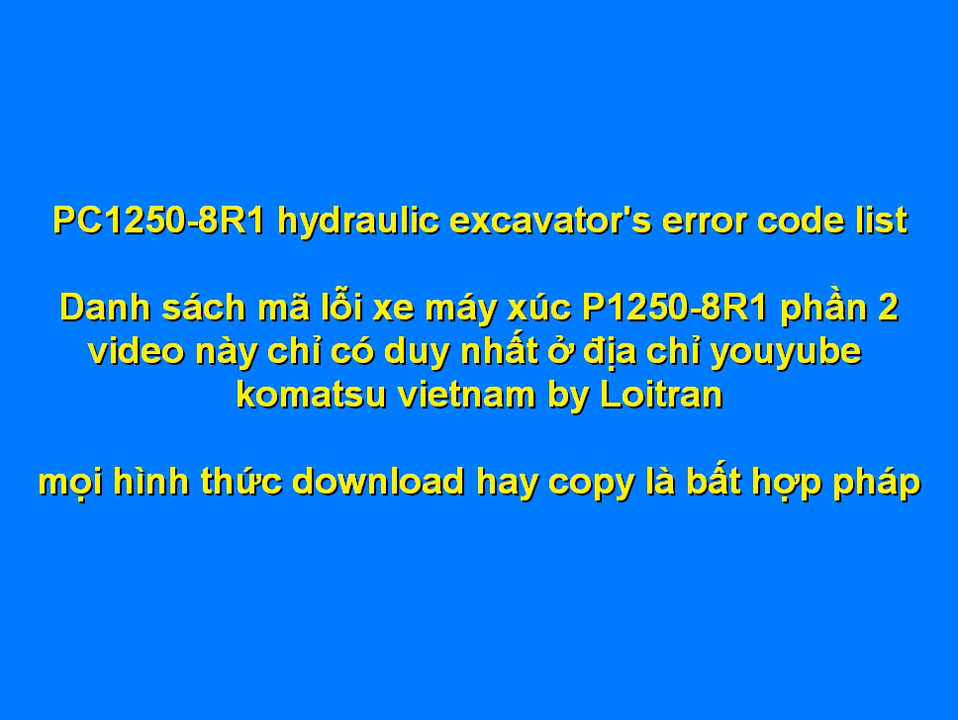 PC1250-8R1 hydraulic excavator's error code list
Danh sách mã lỗi xe máy xúc P1250-8R1 phần 2
video này chỉ có duy nhất ở địa chỉ youyube
komatsu vietnam by Loitran
mọi hình thức download hay copy là bất hợp pháp